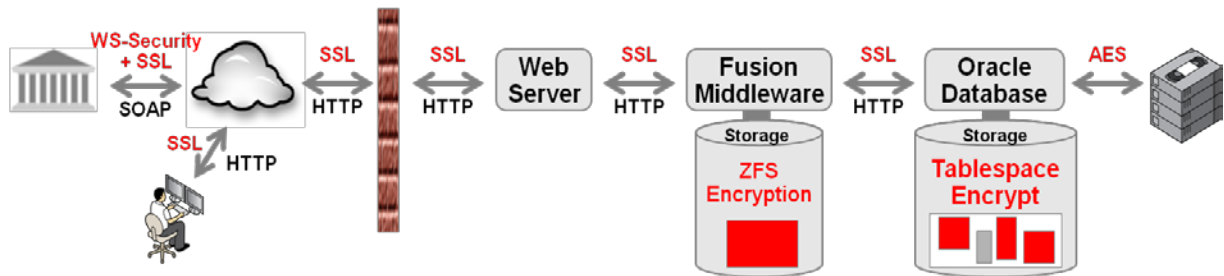 WS-Security
+ SSL
SOAP
SSL
HTTP
SSL
HTTP
SSL
HTTP
Web
Server
SSL
HTTP
Fusion
Middleware
SSL
HTTP
Oracle
Database
AES
Storage
ZFS
Encryption
Storage
Tablespace
Encrypt